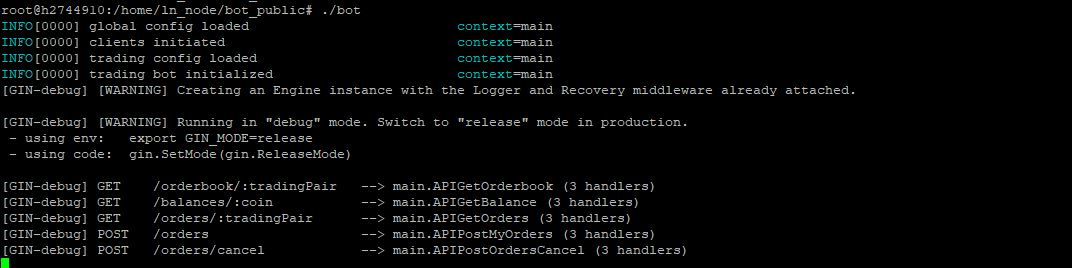 root@h2744910:/home/ln_node/bot_public# ./bot
INFO[0000] global config loaded                          context=main
INFO[0000] clients initiated                             context=main
INFO[0000] trading config loaded                         context=main
INFO[0000] trading bot initialized                       context=main
[GIN-debug] [WARNING] Creating an Engine instance with the Logger and Recovery middleware already attached.
[GIN-debug] [WARNING] Running in "debug" mode. Switch to "release" mode in production.
 - using env:   export GIN_MODE=release
 - using code:  gin.SetMode(gin.ReleaseMode)
[GIN-debug] GET    /orderbook/:tradingPair   --> main.APIGetOrderbook (3 handlers)
[GIN-debug] GET    /balances/:coin           --> main.APIGetBalance (3 handlers)
[GIN-debug] GET    /orders/:tradingPair      --> main.APIGetOrders (3 handlers)
[GIN-debug] POST   /orders                   --> main.APIPostMyOrders (3 handlers)
[GIN-debug] POST   /orders/cancel            --> main.APIPostOrdersCancel (3 handlers)